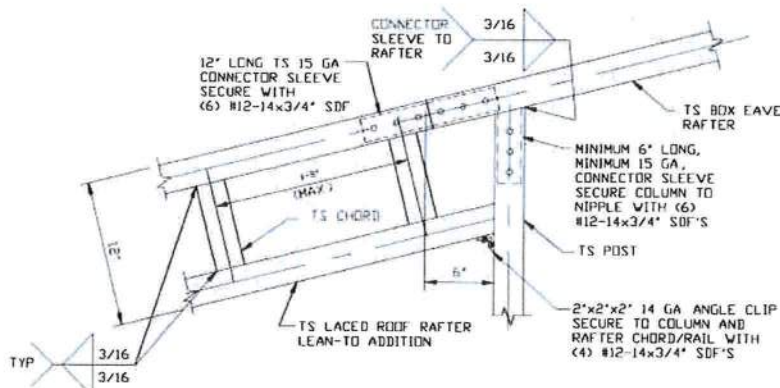 CONNECTOR
SLEEVE TO
RAFTER
3/16
3/16
12" LONG TS 15 GA
CONNECTOR SLEEVE
SECURE WITH
(6) #12-14x3/4" SDF
TS BOX EAVE
RAFTER
MINIMUM 6" LONG,
MINIMUM 15 GA,
CONNECTOR SLEEVE
SECURE COLUMN TO
NIPPLE WITH (6)
#12-14x3/4" SDF'S
(MAX)
TS CHORD
12"
TS POST
6"
2"x2"x2" 14 GA ANGLE CLIP
SECURE TO COLUMN AND
RAFTER CHORD/RAIL WITH
(4) #12-14x3/4" SDF'S
TS LACED ROOF RAFTER
LEAN-TO ADDITION
TYP
3/16
3/16